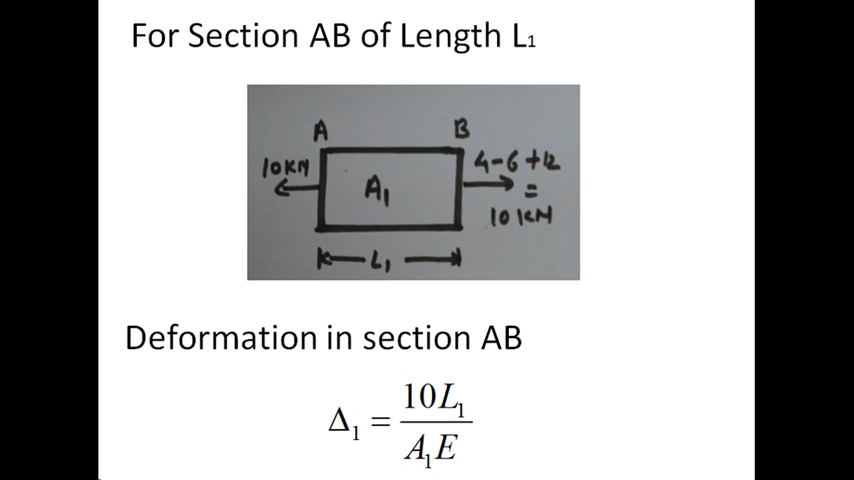 For Section AB of Length L₁
A B
10KN 4-6+12
A₁ =
10KN
L₁
Deformation in section AB
Δ₁ = 10L₁ / A₁E